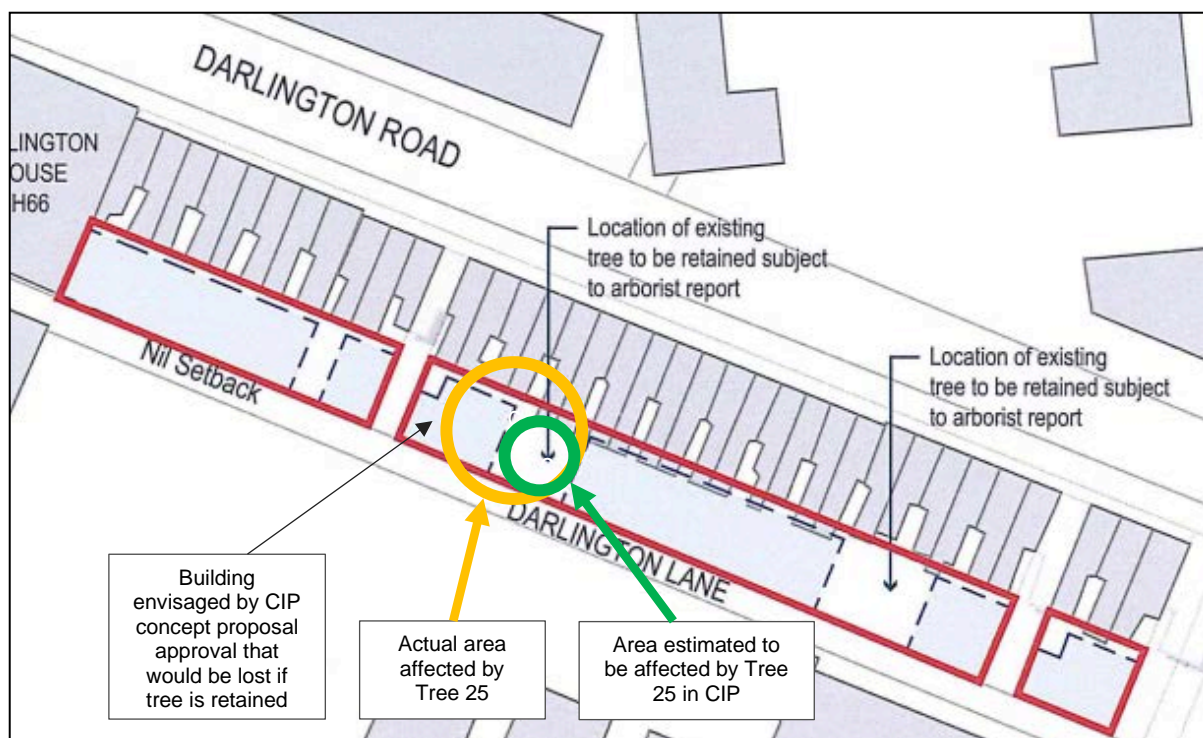 DARLINGTON ROAD
LINGTON
OUSE
H66
Location of existing
tree to be retained subject
to arborist report
Location of existing
tree to be retained subject
to arborist report
Nil Setback
DARLINGTON LANE
Building
envisaged by CIP
concept proposal
approval that
would be lost if
tree is retained
Actual area
affected by
Tree 25
Area estimated to
be affected by Tree
25 in CIP